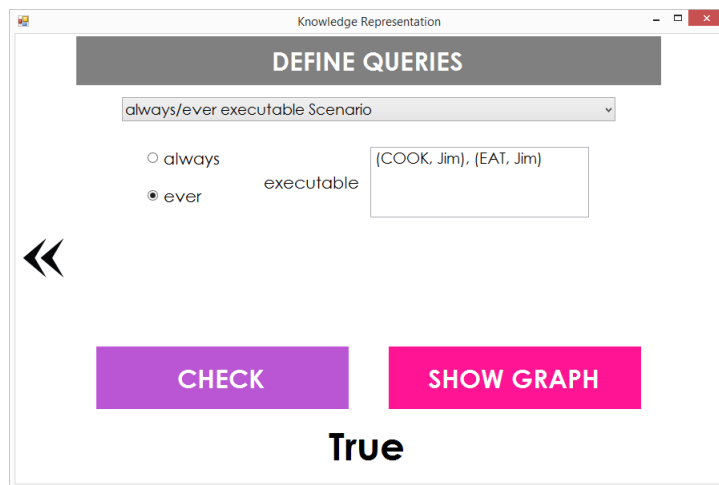 Knowledge Representation
DEFINE QUERIES
always/ever executable Scenario
always
ever
executable
(COOK, Jim), (EAT, Jim)
CHECK
SHOW GRAPH
True